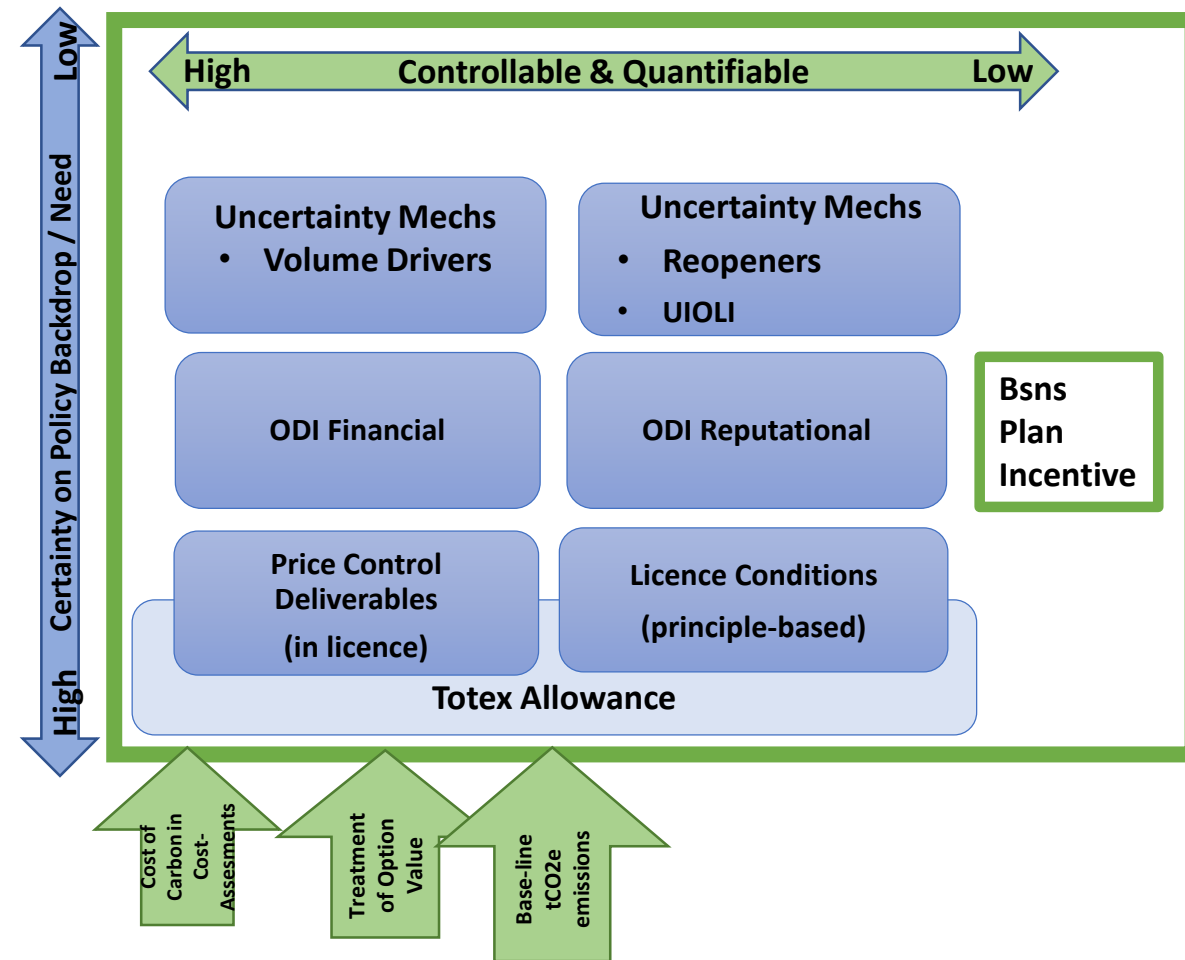 Low
Certainty on Policy Backdrop / Need
High
High
Controllable & Quantifiable
Low
Uncertainty Mechs
• Volume Drivers
Uncertainty Mechs
• Reopeners
• UIOLI
ODI Financial
ODI Reputational
Bsns
Plan
Incentive
Price Control
Deliverables
(in licence)
Licence Conditions
(principle-based)
Totex Allowance
Cost of
Carbon in
Cost-
Assesments
Treatment
of Option
Value
Base-line
tCO2e
emissions